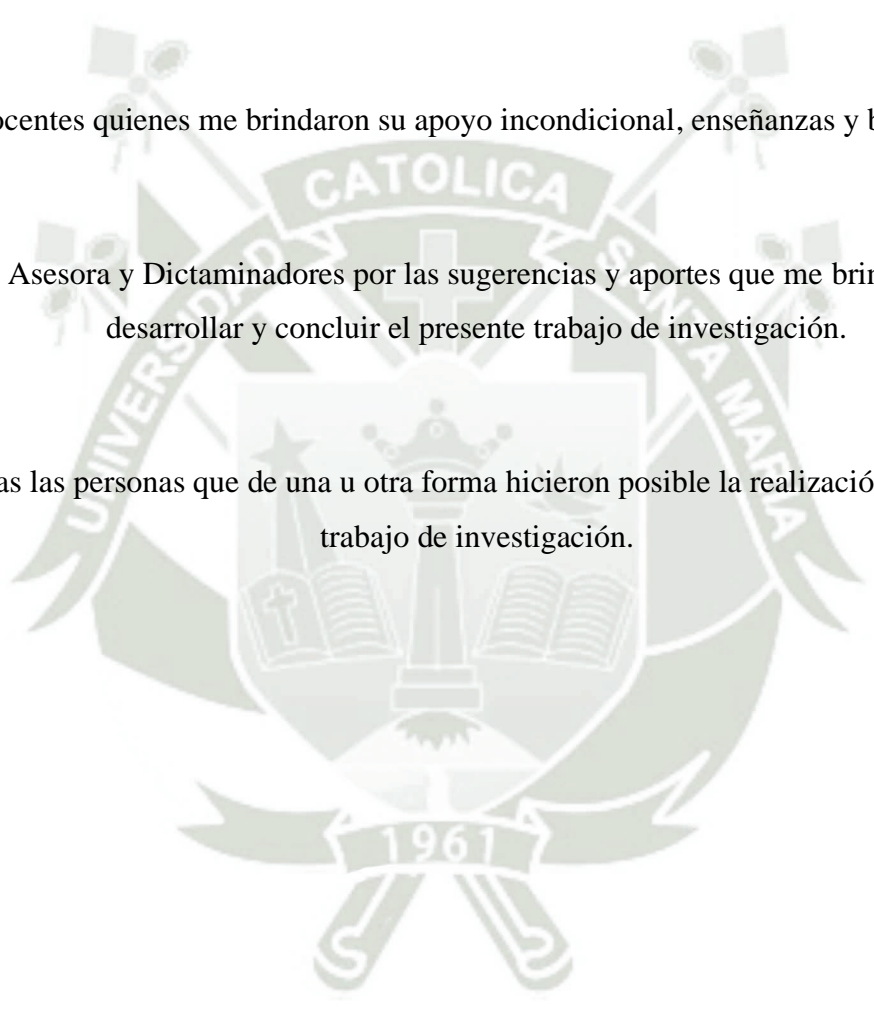 ocentes quienes me brindaron su apoyo incondicional, enseñanzas y b
CATOLICA
Asesora y Dictaminadores por las sugerencias y aportes que me brin
desarrollar y concluir el presente trabajo de investigación.
UNIVERSIDAD
SANTA MARIA
as las personas que de una u otra forma hicieron posible la realizació
trabajo de investigación.
1961